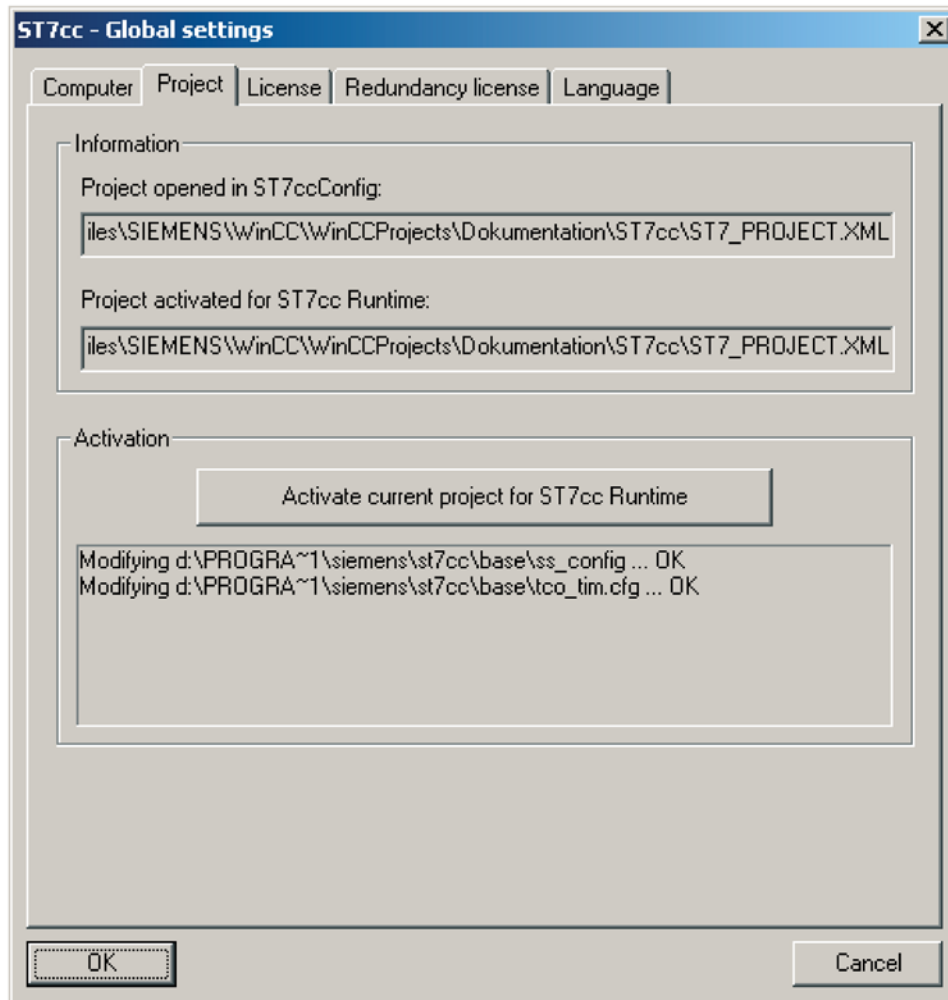 ST7cc - Global settings
Computer Project License Redundancy license Language
Information
Project opened in ST7ccConfig:
iles\SIEMENS\WinCC\WinCCProjects\Dokumentation\ST7cc\ST7_PROJECT.XML
Project activated for ST7cc Runtime:
iles\SIEMENS\WinCC\WinCCProjects\Dokumentation\ST7cc\ST7_PROJECT.XML
Activation
Activate current project for ST7cc Runtime
Modifying d:\PROGRA~1\siemens\st7cc\base\ss_config ... OK
Modifying d:\PROGRA~1\siemens\st7cc\base\tco_tim.cfg ... OK
OK Cancel